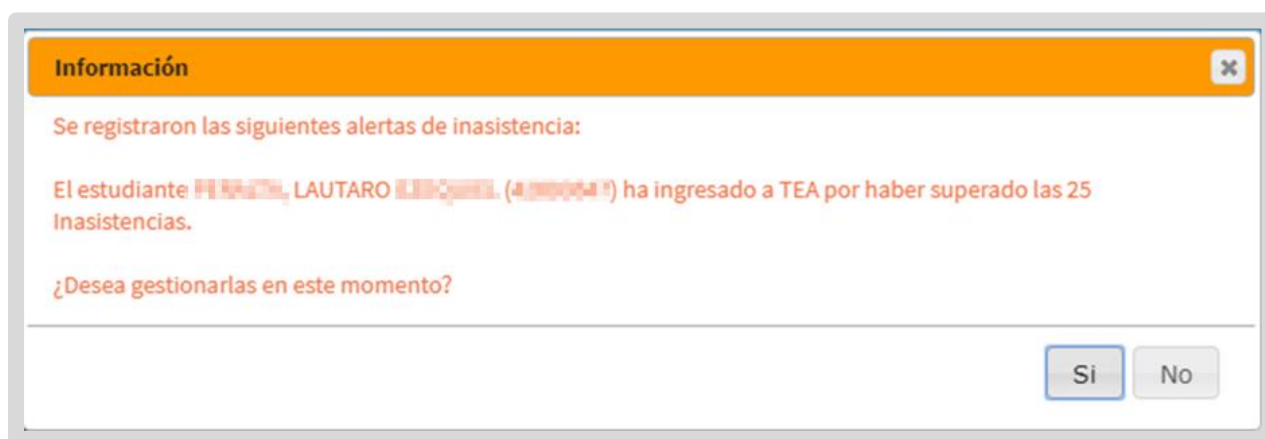 Información
Se registraron las siguientes alertas de inasistencia:
El estudiante , LAUTARO ( ) ha ingresado a TEA por haber superado las 25
Inasistencias.
¿Desea gestionarlas en este momento?
Si No